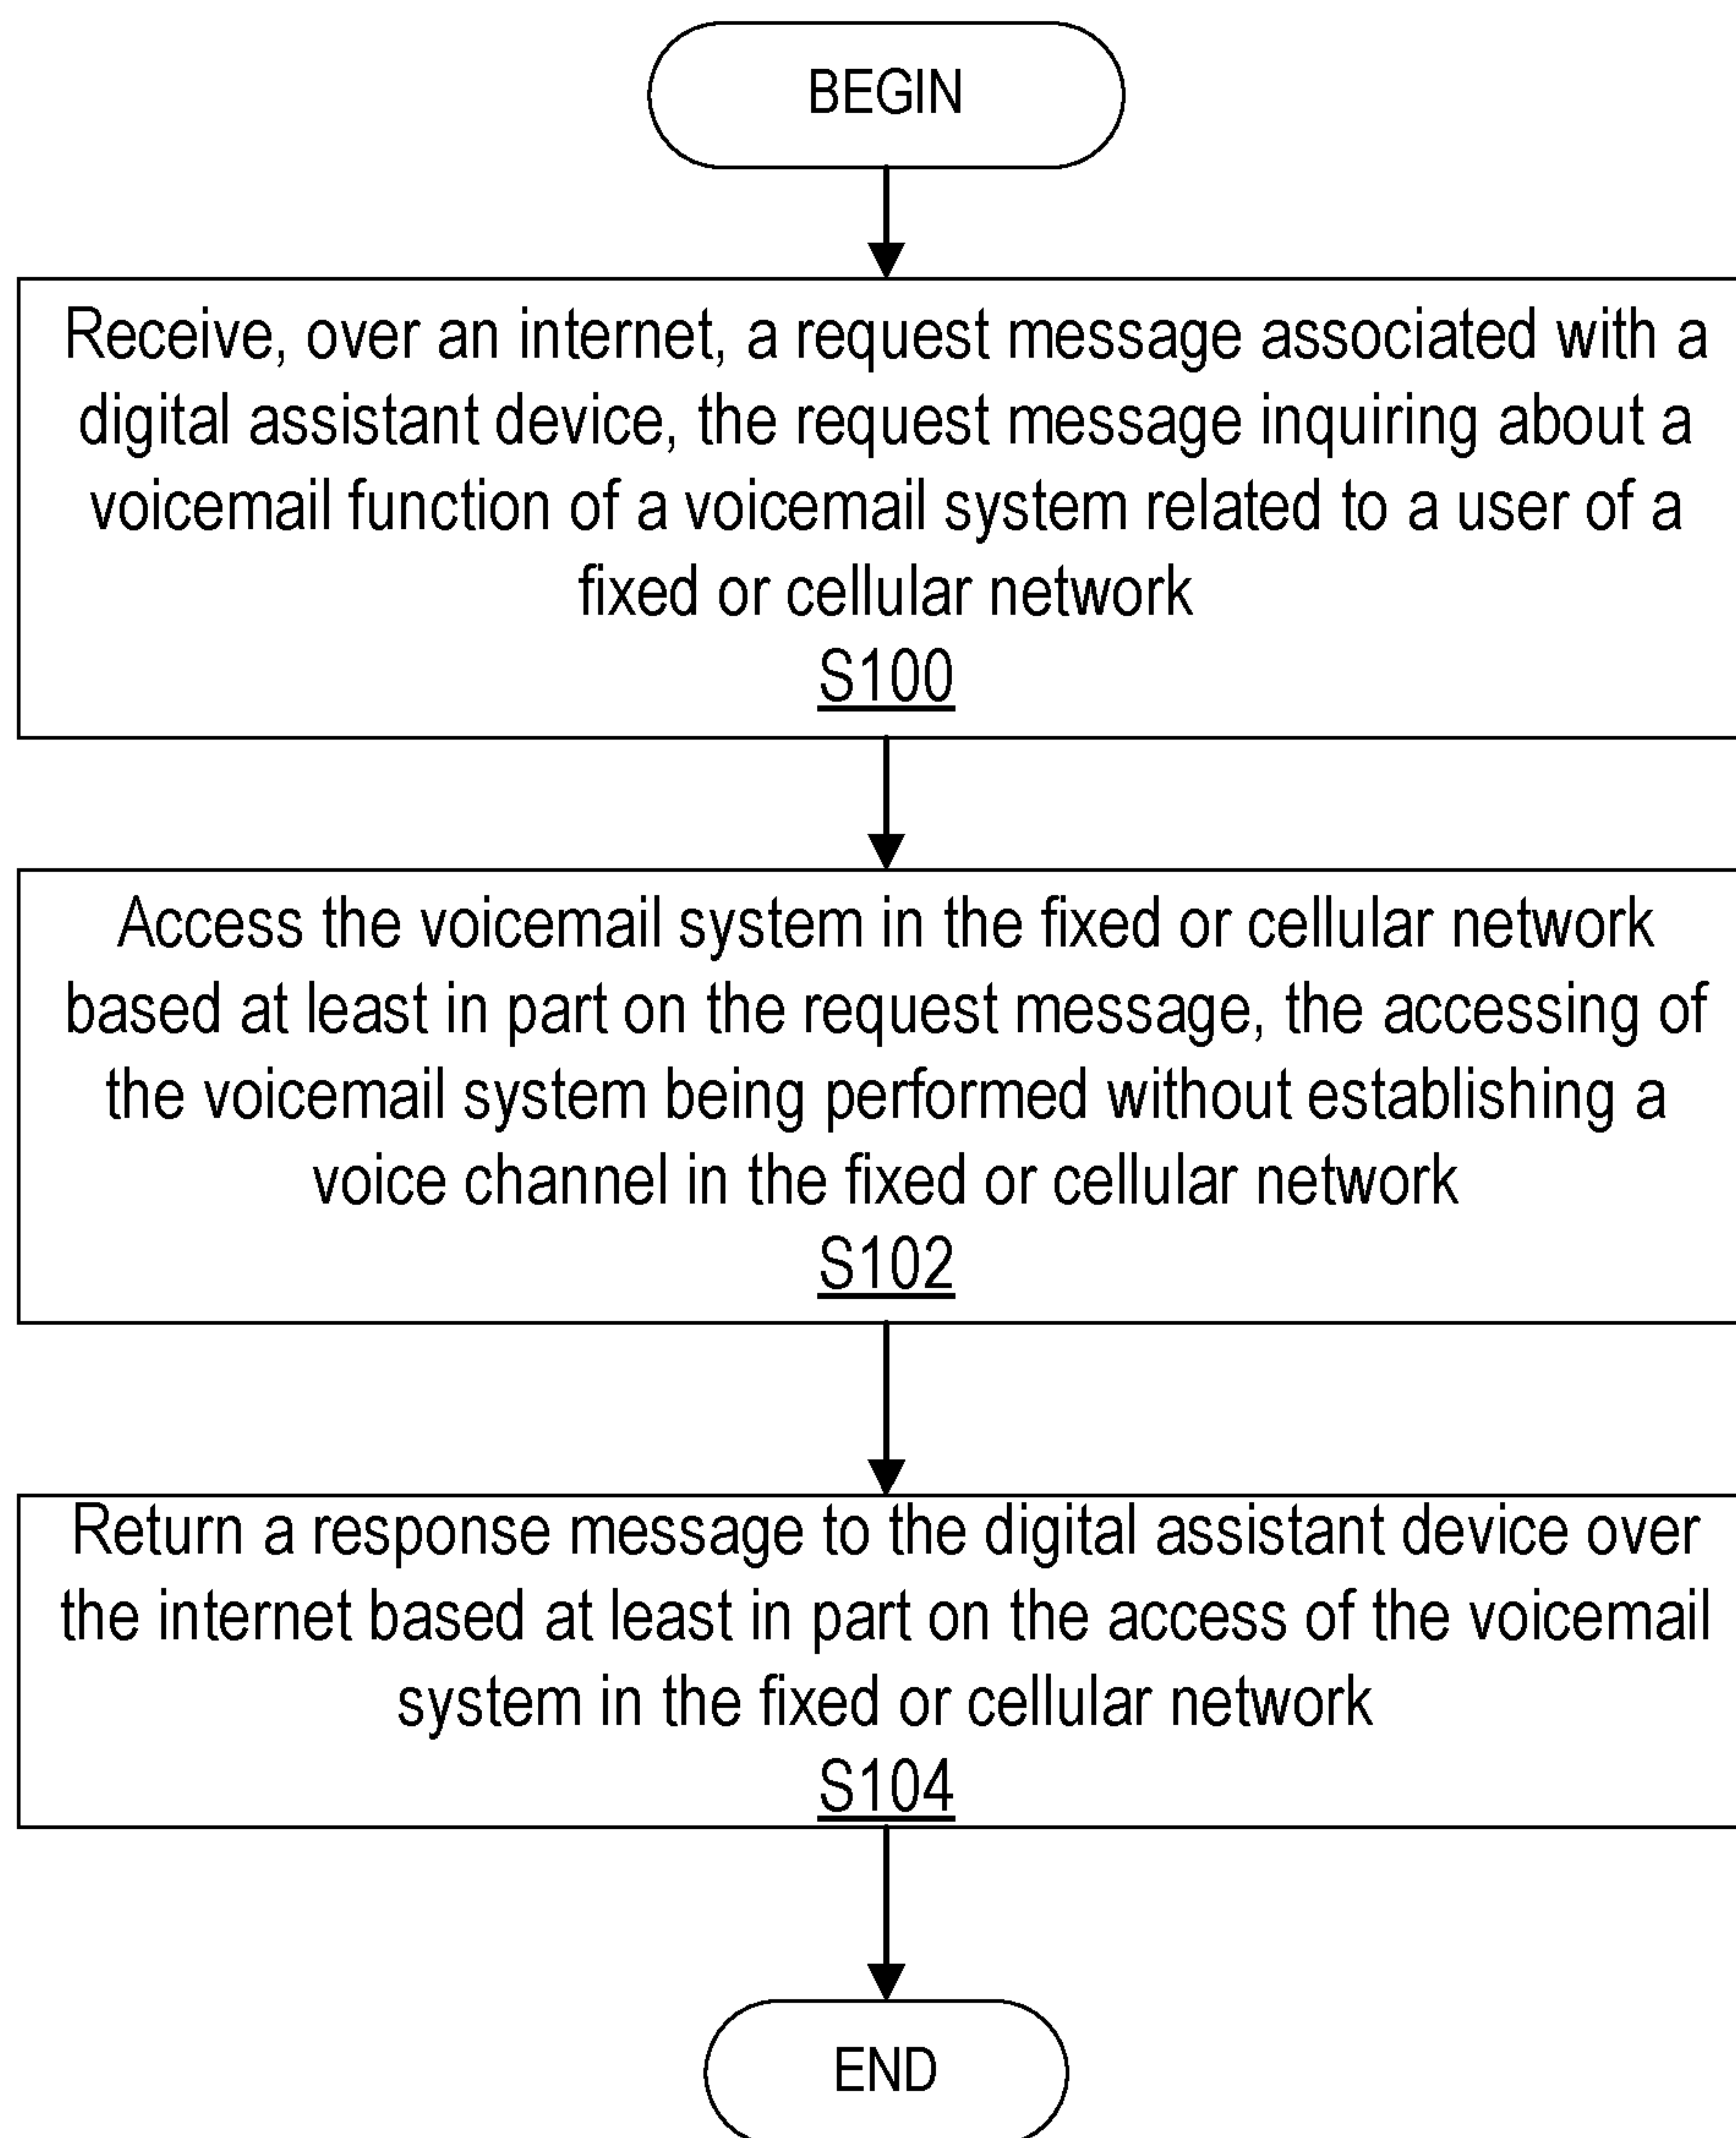 BEGIN
Receive, over an internet, a request message associated with a
digital assistant device, the request message inquiring about a
voicemail function of a voicemail system related to a user of a
fixed or cellular network
S100
Access the voicemail system in the fixed or cellular network
based at least in part on the request message, the accessing of
the voicemail system being performed without establishing a
voice channel in the fixed or cellular network
S102
Return a response message to the digital assistant device over
the internet based at least in part on the access of the voicemail
system in the fixed or cellular network
S104
END